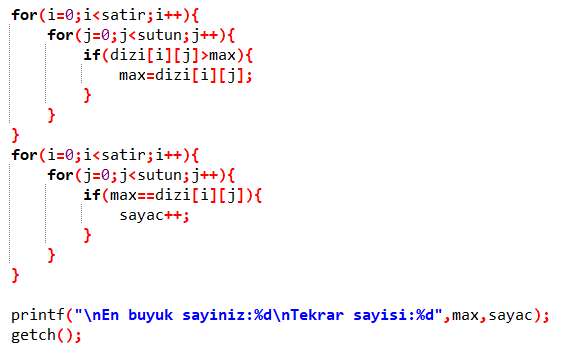 for(i=0;i<satir;i++){
for(j=0;j<sutun;j++){
if(dizi[i][j]>max){
max=dizi[i][j];
}
}
}
for(i=0;i<satir;i++){
for(j=0;j<sutun;j++){
if(max==dizi[i][j]){
sayac++;
}
}
}
printf("\nEn buyuk sayiniz:%d\nTekrar sayisi:%d",max,sayac);
getch();